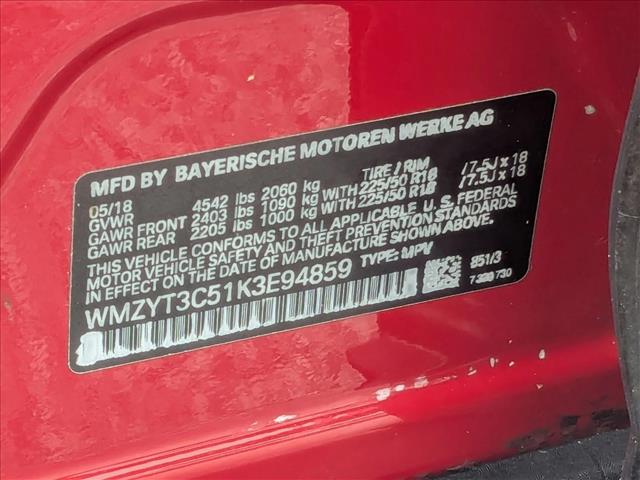 MFD BY BAYERISCHE MOTOREN WERKE AG
05/18 TIRE/RIM
GVWR 4542 lbs 2060 kg
GAWR FRONT 2403 lbs 1090 kg WITH 225/50 R18 /7.5J x 18
GAWR REAR 2205 lbs 1000 kg WITH 225/50 R18 /7.5J x 18
THIS VEHICLE CONFORMS TO ALL APPLICABLE U.S. FEDERAL
MOTOR VEHICLE SAFETY AND THEFT PREVENTION STANDARDS
IN EFFECT ON THE DATE OF MANUFACTURE SHOWN ABOVE.
WMZYT3C51K3E94859 TYPE: MPV
851/3